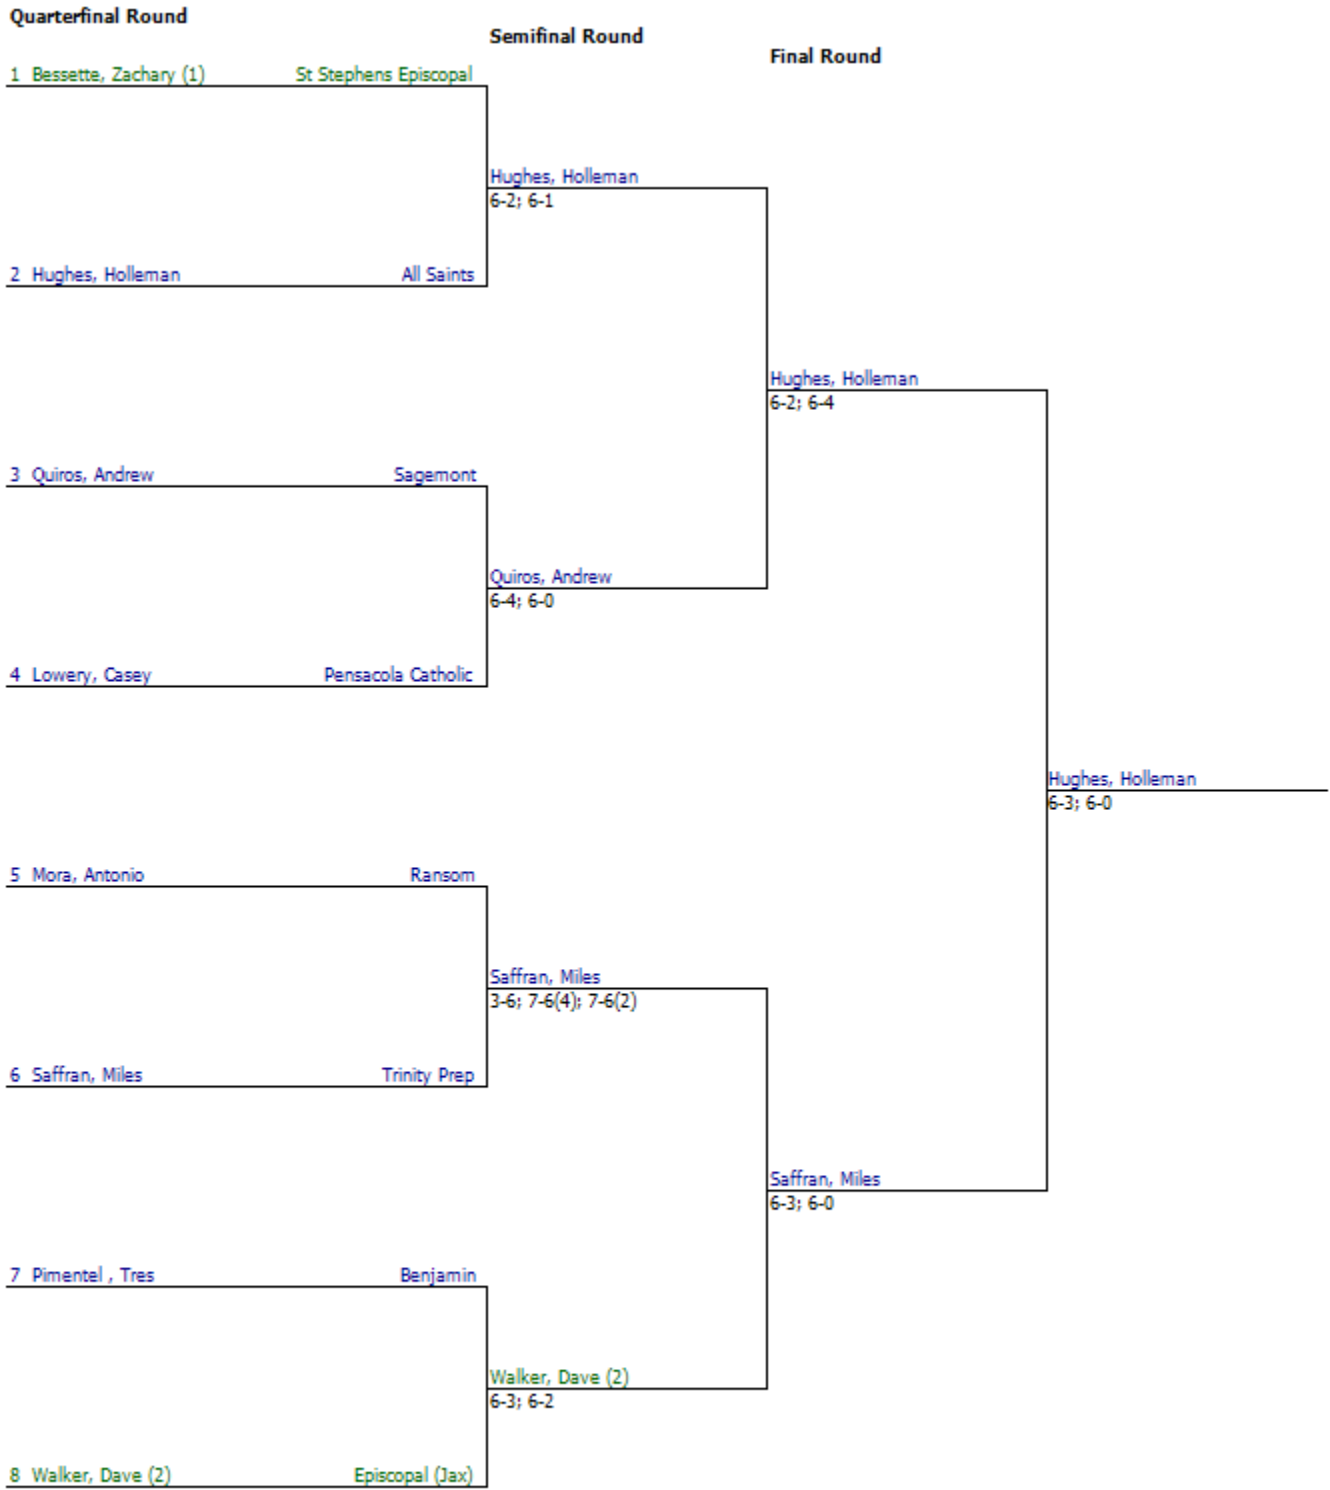 Quarterfinal Round
Semifinal Round
Final Round
1 Bessette, Zachary (1) St Stephens Episcopal
Hughes, Holleman
6-2; 6-1
2 Hughes, Holleman All Saints
Hughes, Holleman
6-2; 6-4
3 Quiros, Andrew Sagemont
Quiros, Andrew
6-4; 6-0
4 Lowery, Casey Pensacola Catholic
Hughes, Holleman
6-3; 6-0
5 Mora, Antonio Ransom
Saffran, Miles
3-6; 7-6(4); 7-6(2)
6 Saffran, Miles Trinity Prep
Saffran, Miles
6-3; 6-0
7 Pimentel , Tres Benjamin
Walker, Dave (2)
6-3; 6-2
8 Walker, Dave (2) Episcopal (Jax)